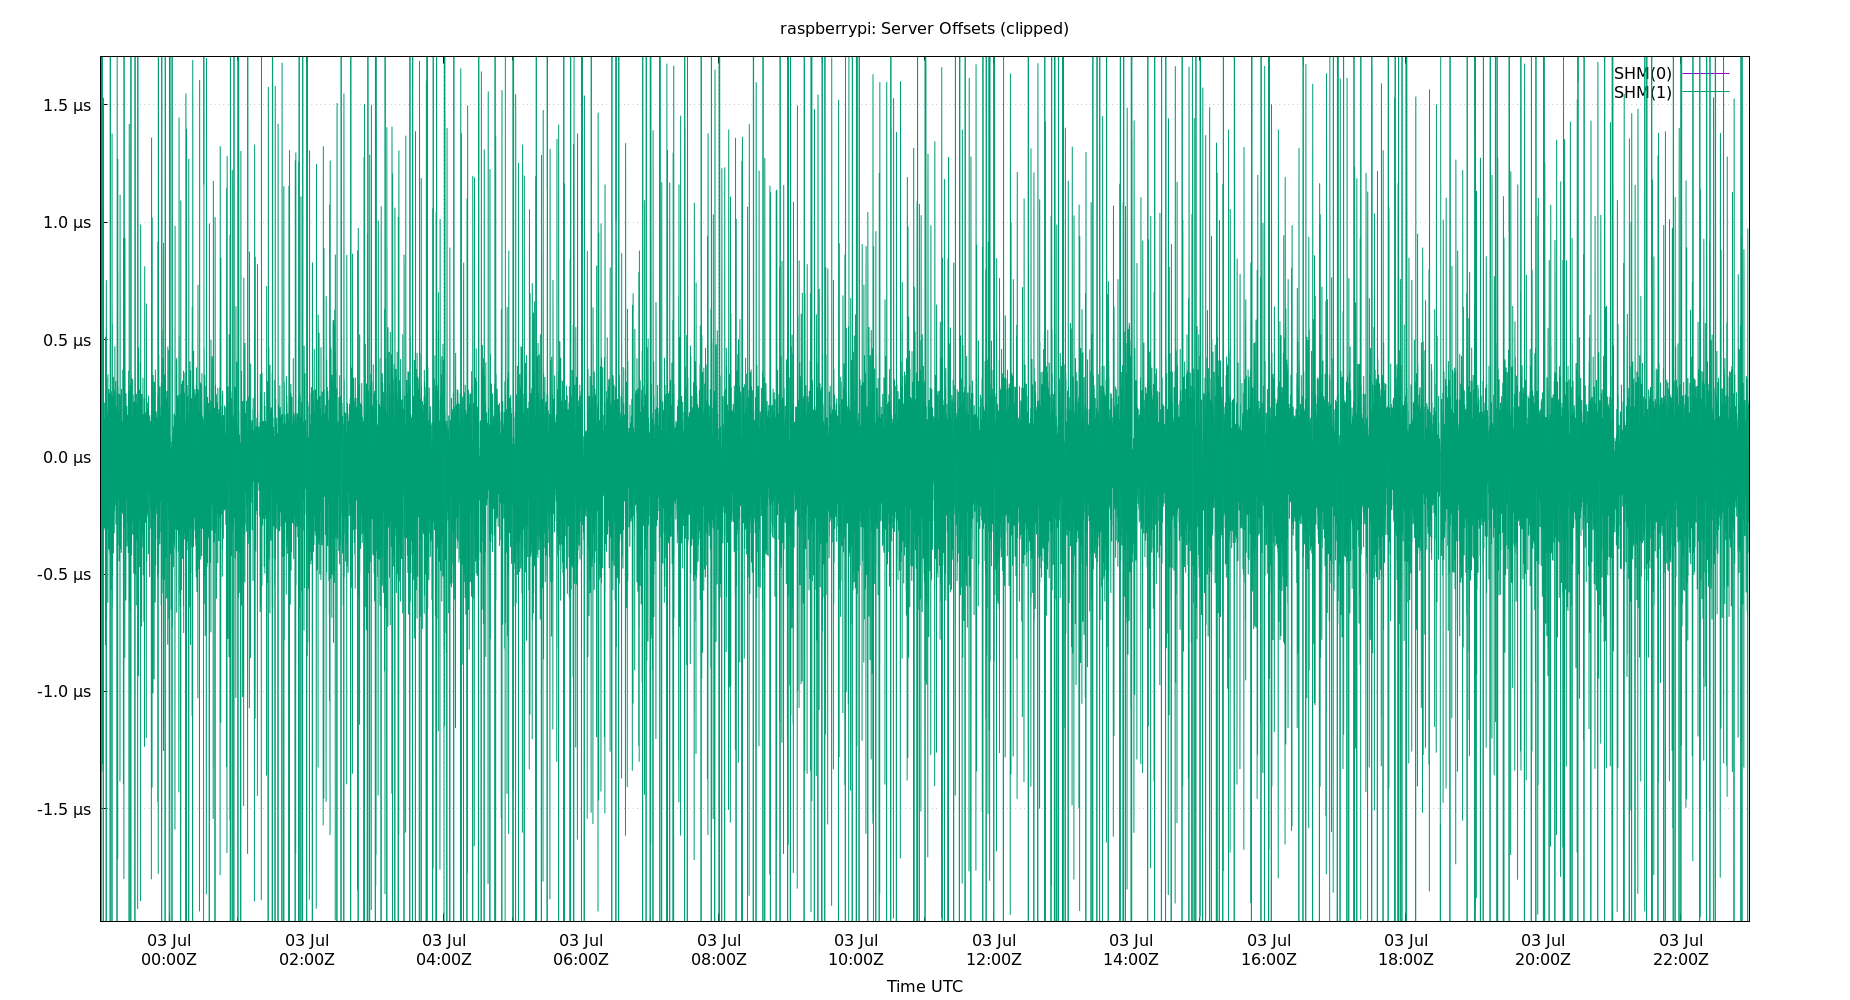 raspberrypi: Server Offsets (clipped)
SHM(0)
SHM(1)
1.5 µs
1.0 µs
0.5 µs
0.0 µs
-0.5 µs
-1.0 µs
-1.5 µs
03 Jul 03 Jul 03 Jul 03 Jul 03 Jul 03 Jul 03 Jul 03 Jul 03 Jul 03 Jul 03 Jul 03 Jul
00:00Z 02:00Z 04:00Z 06:00Z 08:00Z 10:00Z 12:00Z 14:00Z 16:00Z 18:00Z 20:00Z 22:00Z
Time UTC